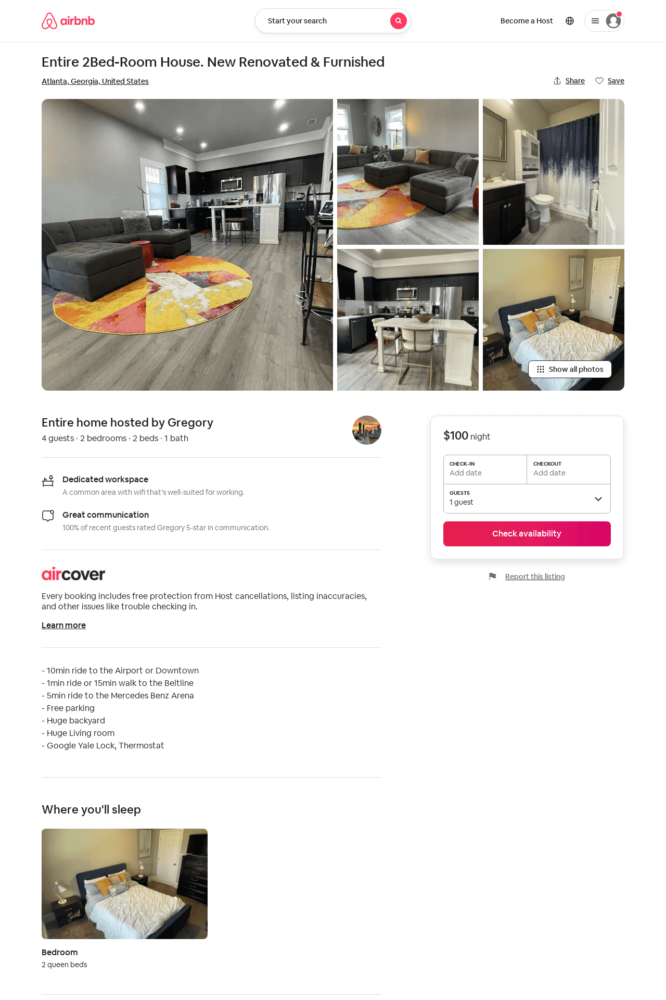 airbnb
Start your search
Become a Host
Entire 2Bed-Room House. New Renovated & Furnished
Atlanta, Georgia, United States
Share
Save
Show all photos
Entire home hosted by Gregory
4 guests · 2 bedrooms · 2 beds · 1 bath
Dedicated workspace
A common area with wifi that’s well-suited for working.
Great communication
100% of recent guests rated Gregory 5-star in communication.
aircover
Every booking includes free protection from Host cancellations, listing inaccuracies,
and other issues like trouble checking in.
Learn more
- 10min ride to the Airport or Downtown
- 1min ride or 15min walk to the Beltline
- 5min ride to the Mercedes Benz Arena
- Free parking
- Huge backyard
- Huge Living room
- Google Yale Lock, Thermostat
Where you'll sleep
Bedroom
2 queen beds
$100 night
CHECK-IN
Add date
CHECKOUT
Add date
GUESTS
1 guest
Check availability
Report this listing